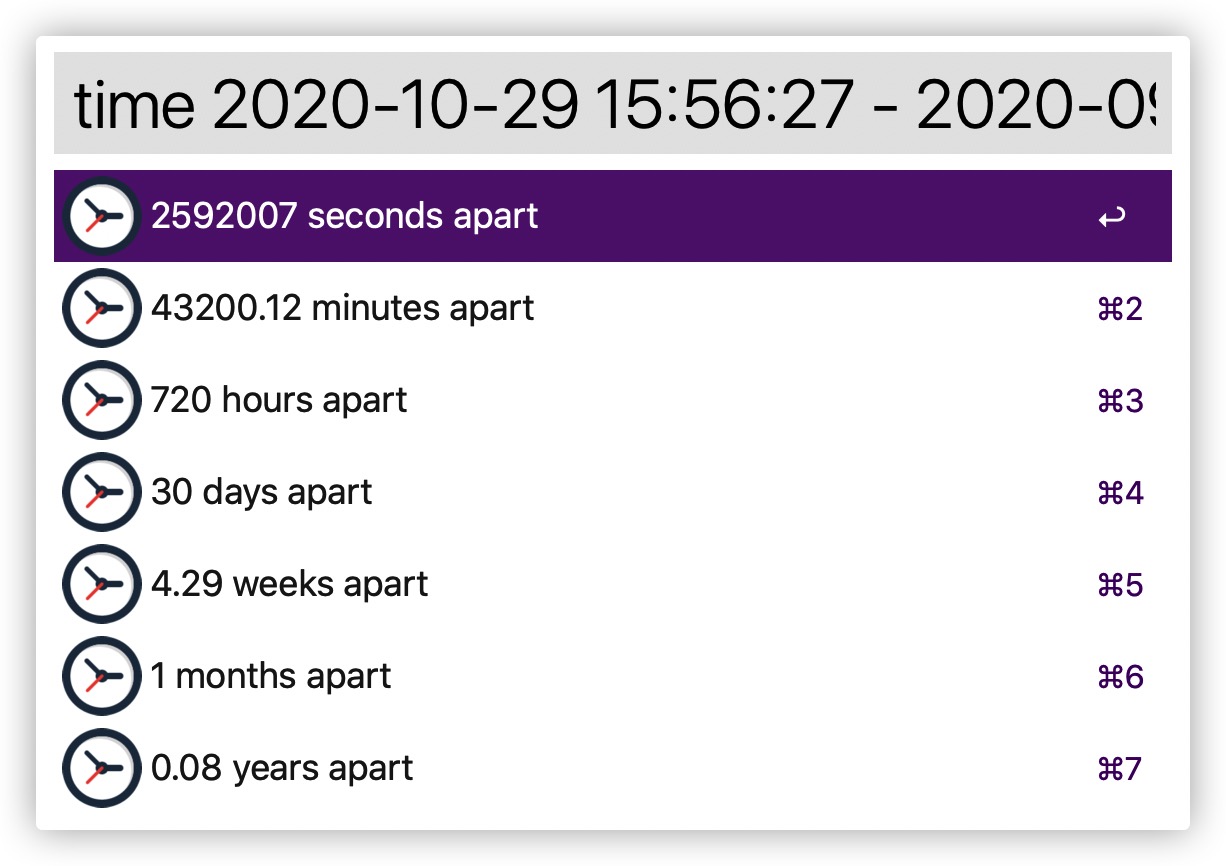 time 2020-10-29 15:56:27 - 2020-09
2592007 seconds apart ↩
43200.12 minutes apart ⌘2
720 hours apart ⌘3
30 days apart ⌘4
4.29 weeks apart ⌘5
1 months apart ⌘6
0.08 years apart ⌘7